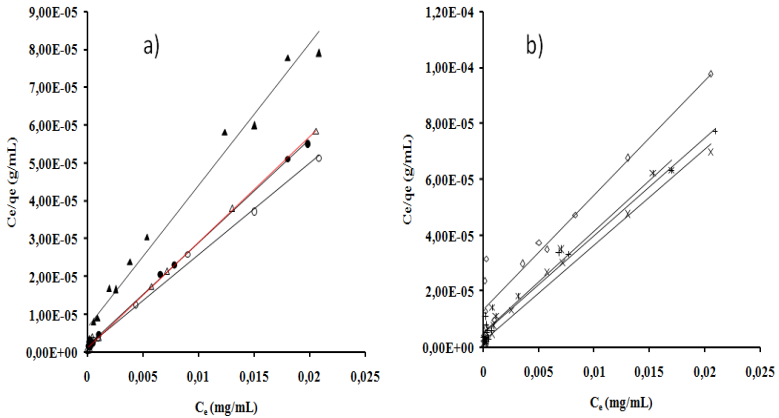 a)
9,00E-05
8,00E-05
7,00E-05
6,00E-05
5,00E-05
4,00E-05
3,00E-05
2,00E-05
1,00E-05
0,00E+00
Ce/qe (g/mL)
0 0,005 0,01 0,015 0,02 0,025
Ce (mg/mL)
b)
1,20E-04
1,00E-04
8,00E-05
6,00E-05
4,00E-05
2,00E-05
0,00E+00
Ce/qe (g/mL)
0 0,005 0,01 0,015 0,02 0,025
Ce (mg/mL)